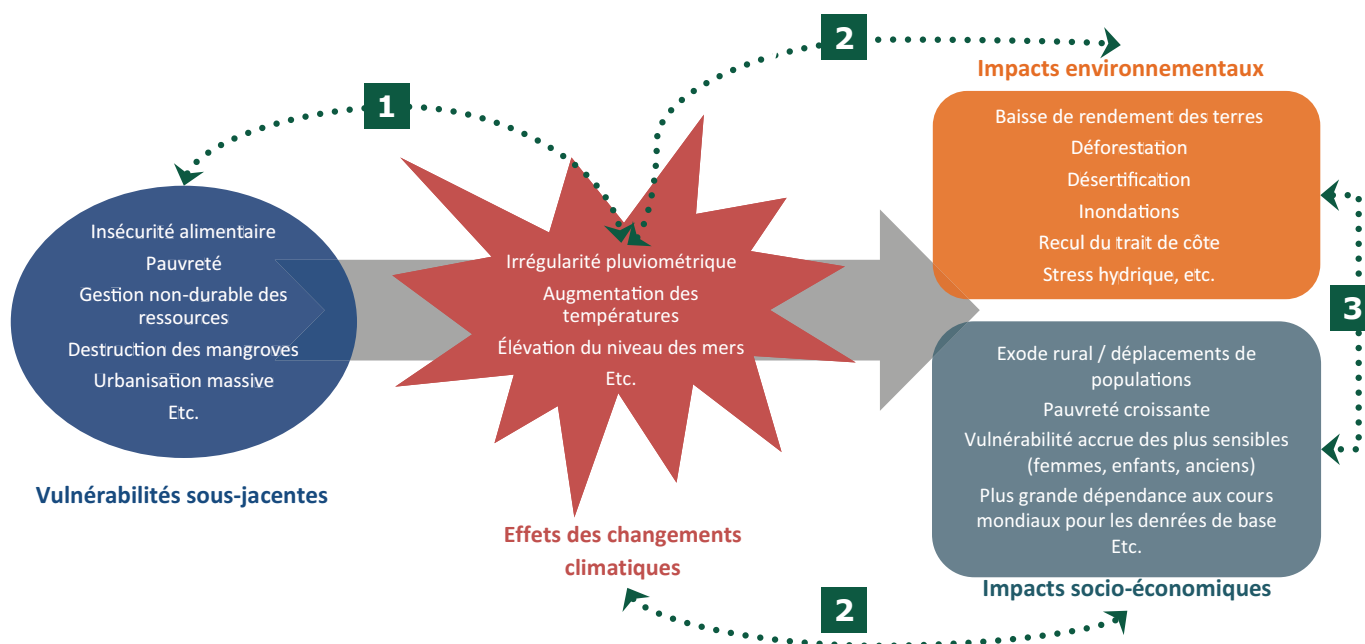 2
Impacts environnementaux
1
Baisse de rendement des terres
Déforestation
Désertification
Inondations
Recul du trait de côte
Stress hydrique, etc.
Insécurité alimentaire
Pauvreté
Gestion non-durable des
ressources
Destruction des mangroves
Urbanisation massive
Etc.
Vulnérabilités sous-jacentes
Irrégularité pluviométrique
Augmentation des
températures
Élévation du niveau des mers
Etc.
Effets des changements
climatiques
3
Exode rural / déplacements de
populations
Pauvreté croissante
Vulnérabilité accrue des plus sensibles
(femmes, enfants, anciens)
Plus grande dépendance aux cours
mondiaux pour les denrées de base
Etc.
Impacts socio-économiques
2